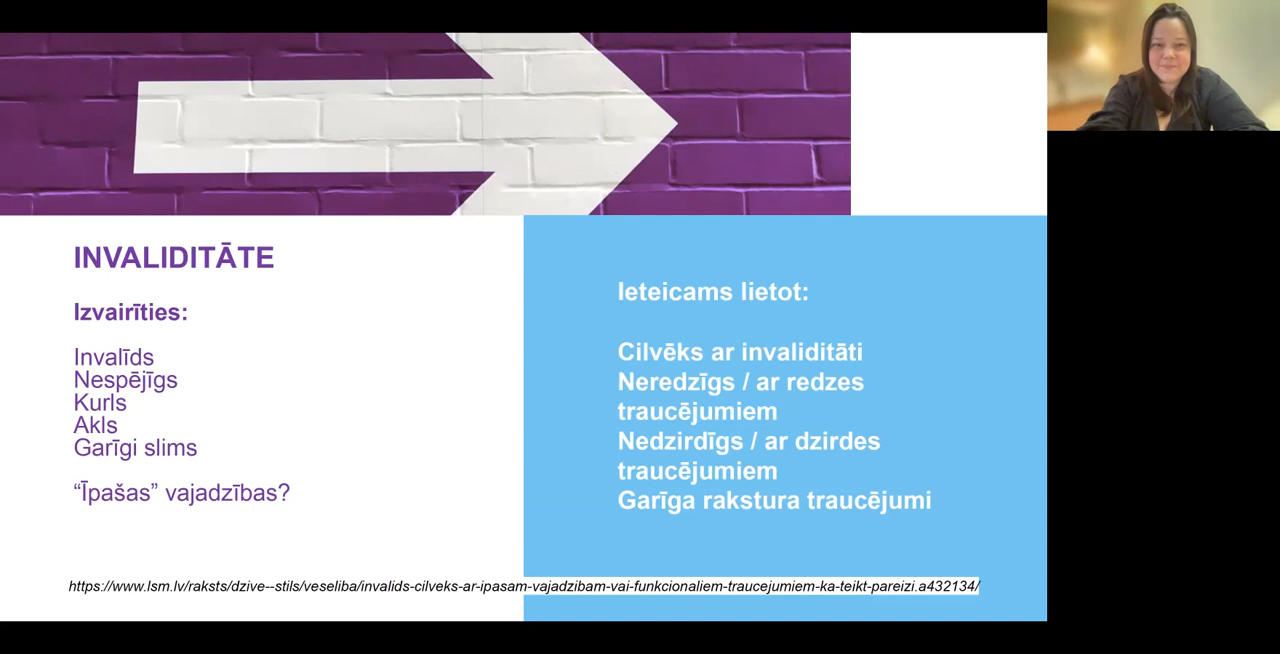 INVALIDITĀTE
Izvairīties:
Invalīds
Nespējīgs
Kurls
Akls
Garīgi slims
“Īpašas” vajadzības?
Ieteicams lietot:
Cilvēks ar invaliditāti
Neredzīgs / ar redzes
traucējumiem
Nedzirdīgs / ar dzirdes
traucējumiem
Garīga rakstura traucējumi
https://www.lsm.lv/raksts/dzive--stils/veseliba/invalids-cilveks-ar-ipasam-vajadzibam-vai-funkcionaliem-traucejumiem-ka-teikt-pareizi.a432134/